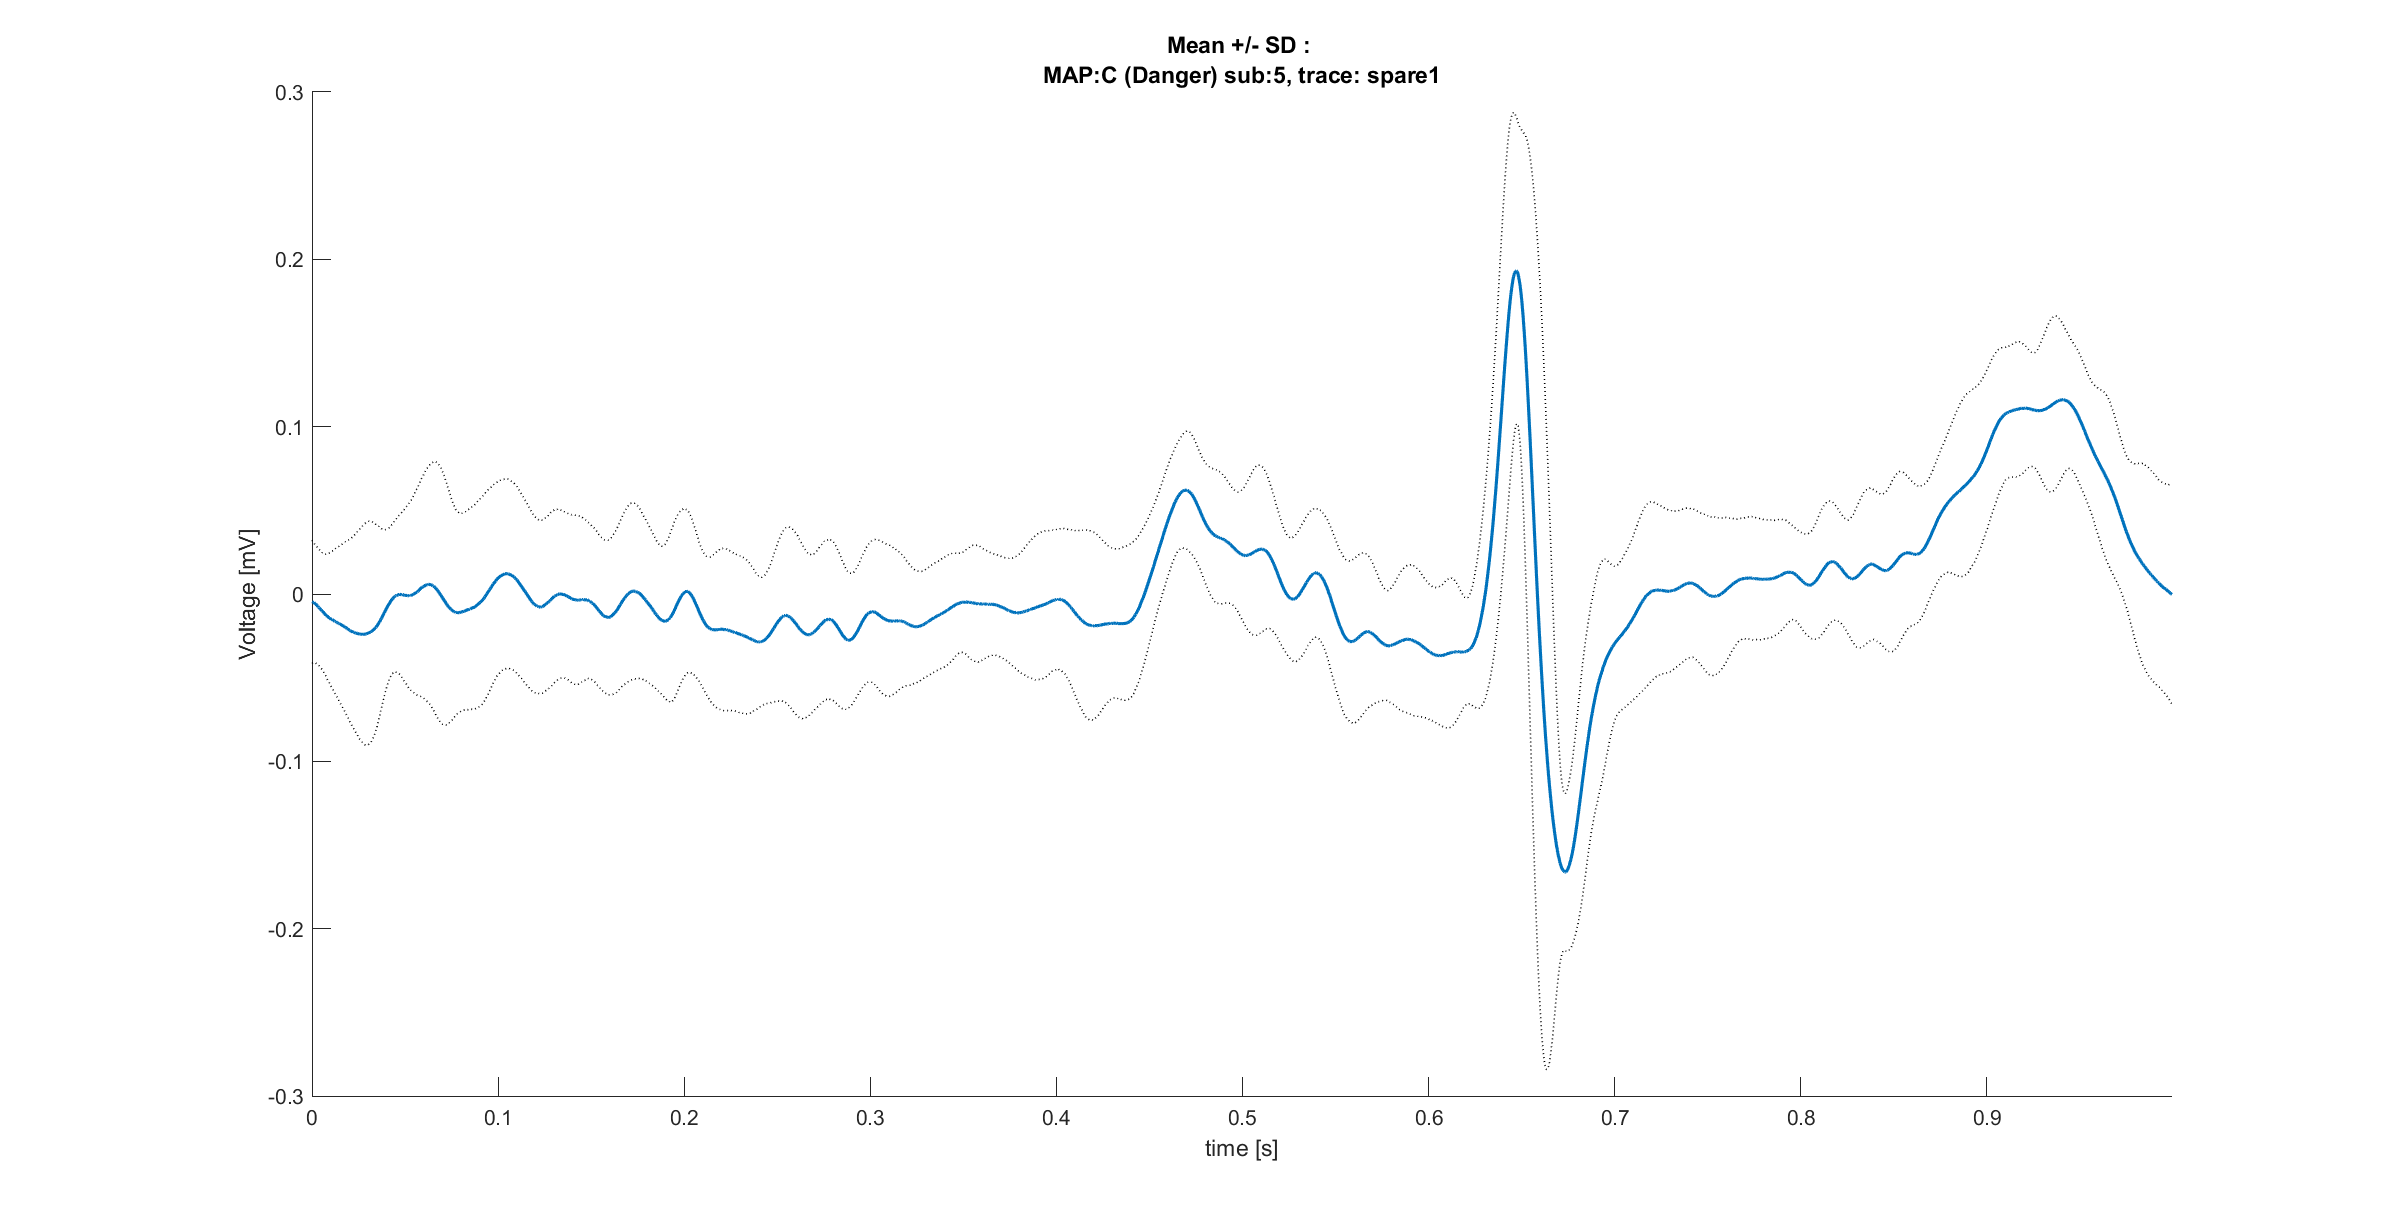 Mean +/- SD :
MAP:C (Danger) sub:5, trace: spare1
0.3
0.2
0.1
0
-0.1
-0.2
-0.3
Voltage [mV]
0 0.1 0.2 0.3 0.4 0.5 0.6 0.7 0.8 0.9
time [s]